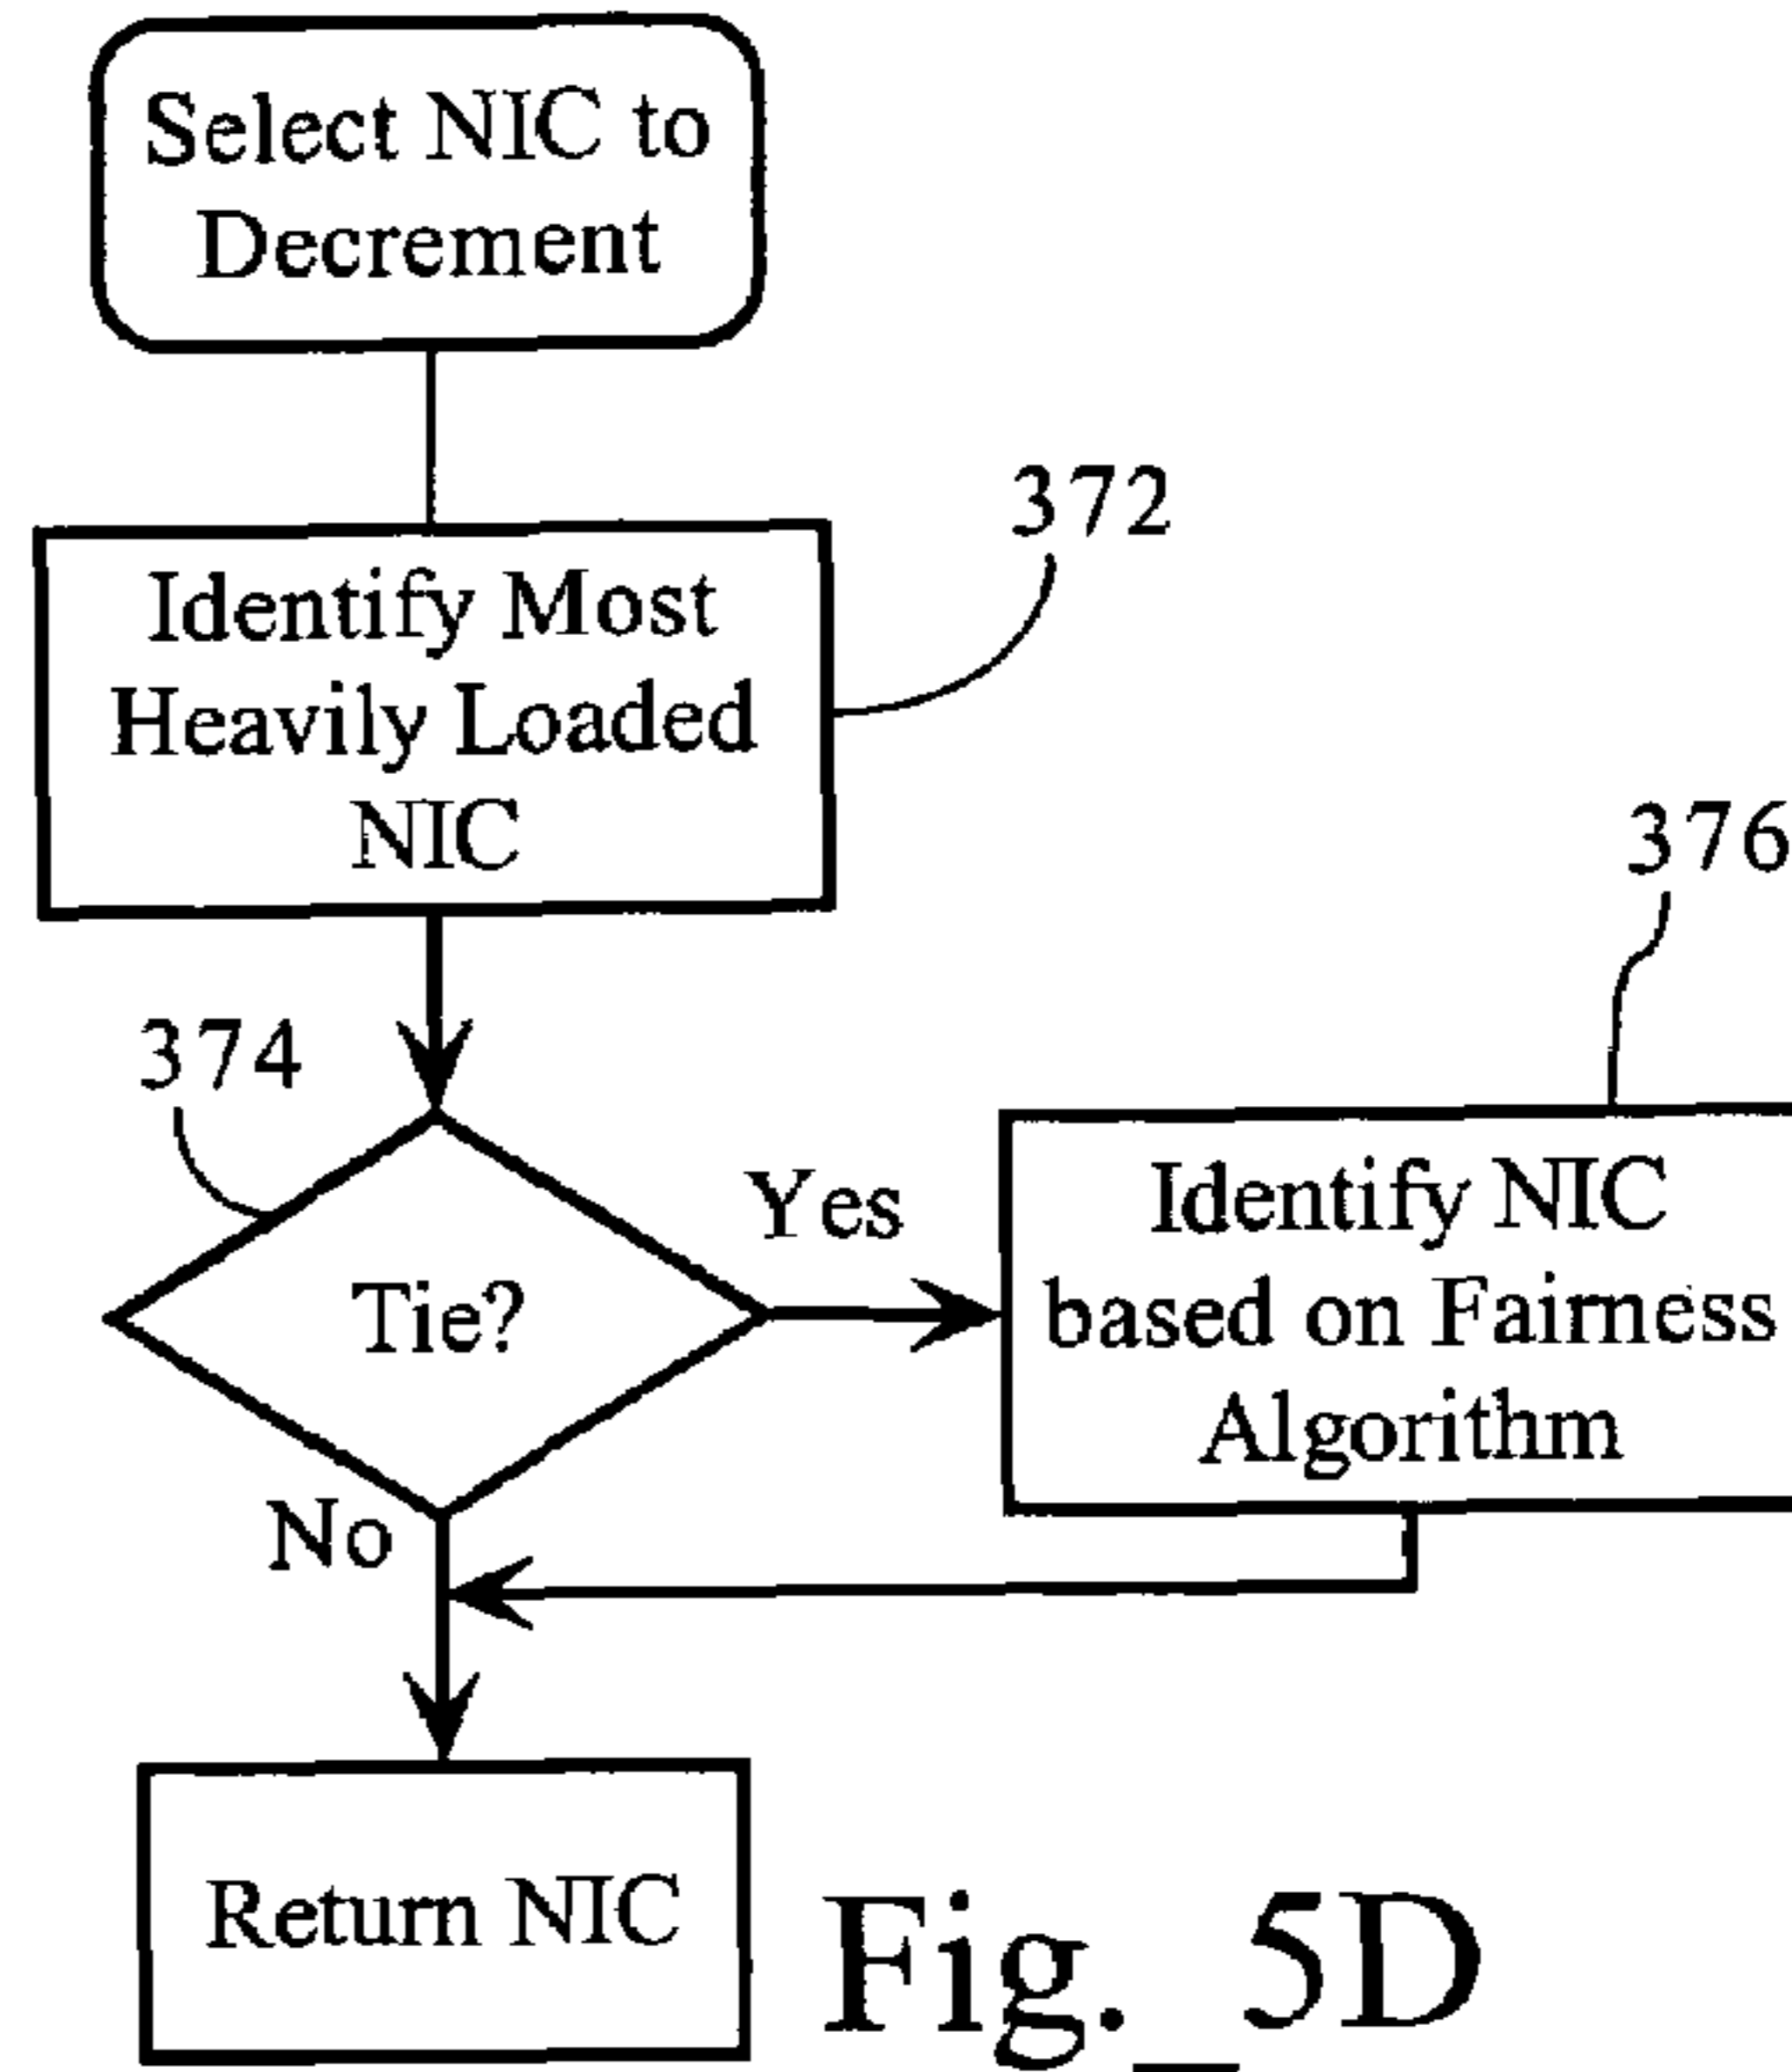 Select NIC to
Decrement
372
Identify Most
Heavily Loaded
NIC
376
374
Yes
Tie?
Identify NIC
based on Fairness
Algorithm
No
Return NIC
Fig._5D